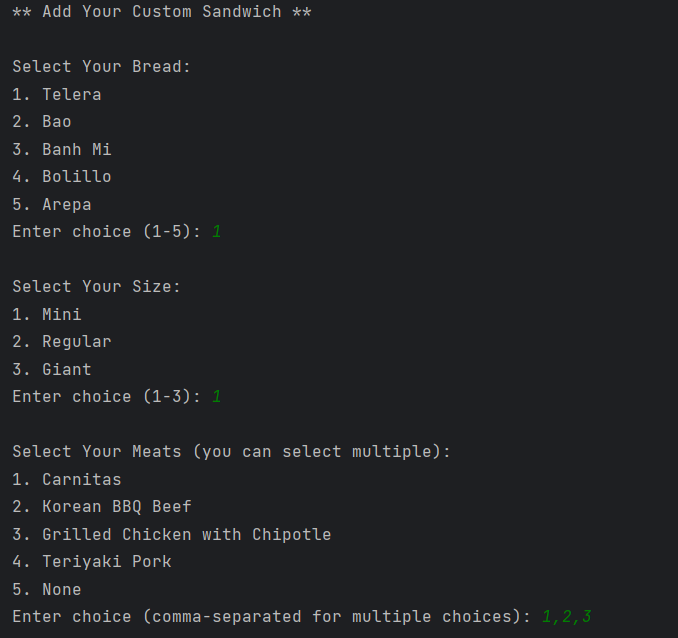 ** Add Your Custom Sandwich **
Select Your Bread:
1. Telera
2. Bao
3. Banh Mi
4. Bolillo
5. Arepa
Enter choice (1-5): 1
Select Your Size:
1. Mini
2. Regular
3. Giant
Enter choice (1-3): 1
Select Your Meats (you can select multiple):
1. Carnitas
2. Korean BBQ Beef
3. Grilled Chicken with Chipotle
4. Teriyaki Pork
5. None
Enter choice (comma-separated for multiple choices): 1,2,3